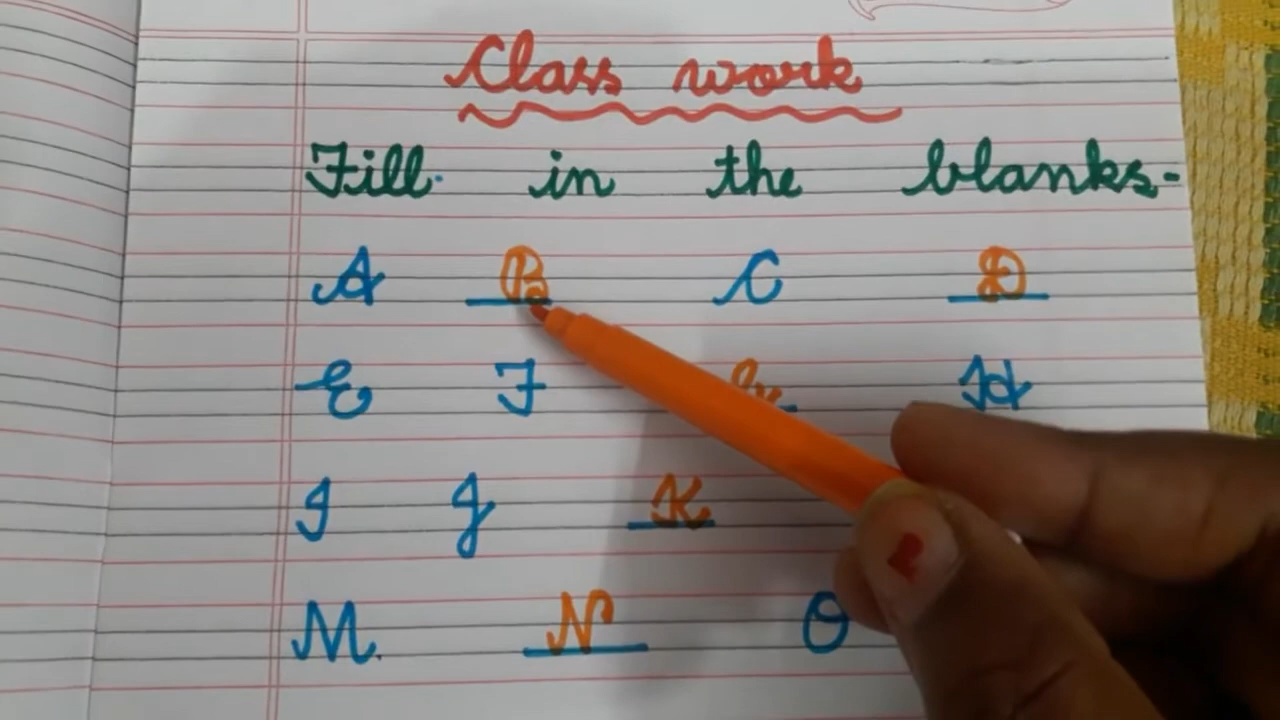 Class work
Fill in the blanks-
A B C D
E F G H
I J K
M N O